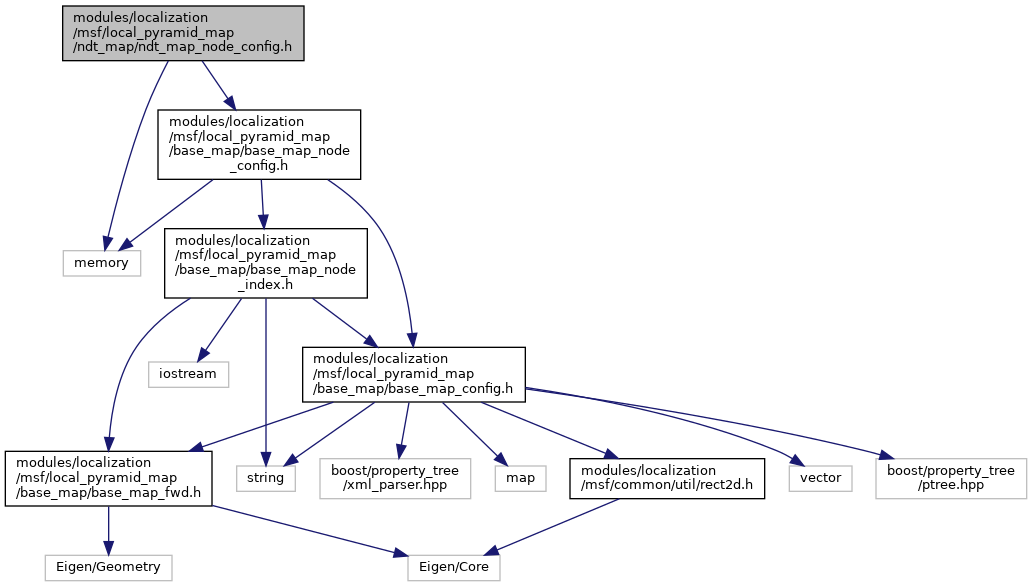 modules/localization
/msf/local_pyramid_map
/ndt_map/ndt_map_node_config.h
modules/localization
/msf/local_pyramid_map
/base_map/base_map_node
_config.h
memory
modules/localization
/msf/local_pyramid_map
/base_map/base_map_node
_index.h
iostream
modules/localization
/msf/local_pyramid_map
/base_map/base_map_config.h
modules/localization
/msf/local_pyramid_map
/base_map/base_map_fwd.h
string
boost/property_tree
/xml_parser.hpp
map
modules/localization
/msf/common/util/rect2d.h
vector
boost/property_tree
/ptree.hpp
Eigen/Geometry
Eigen/Core